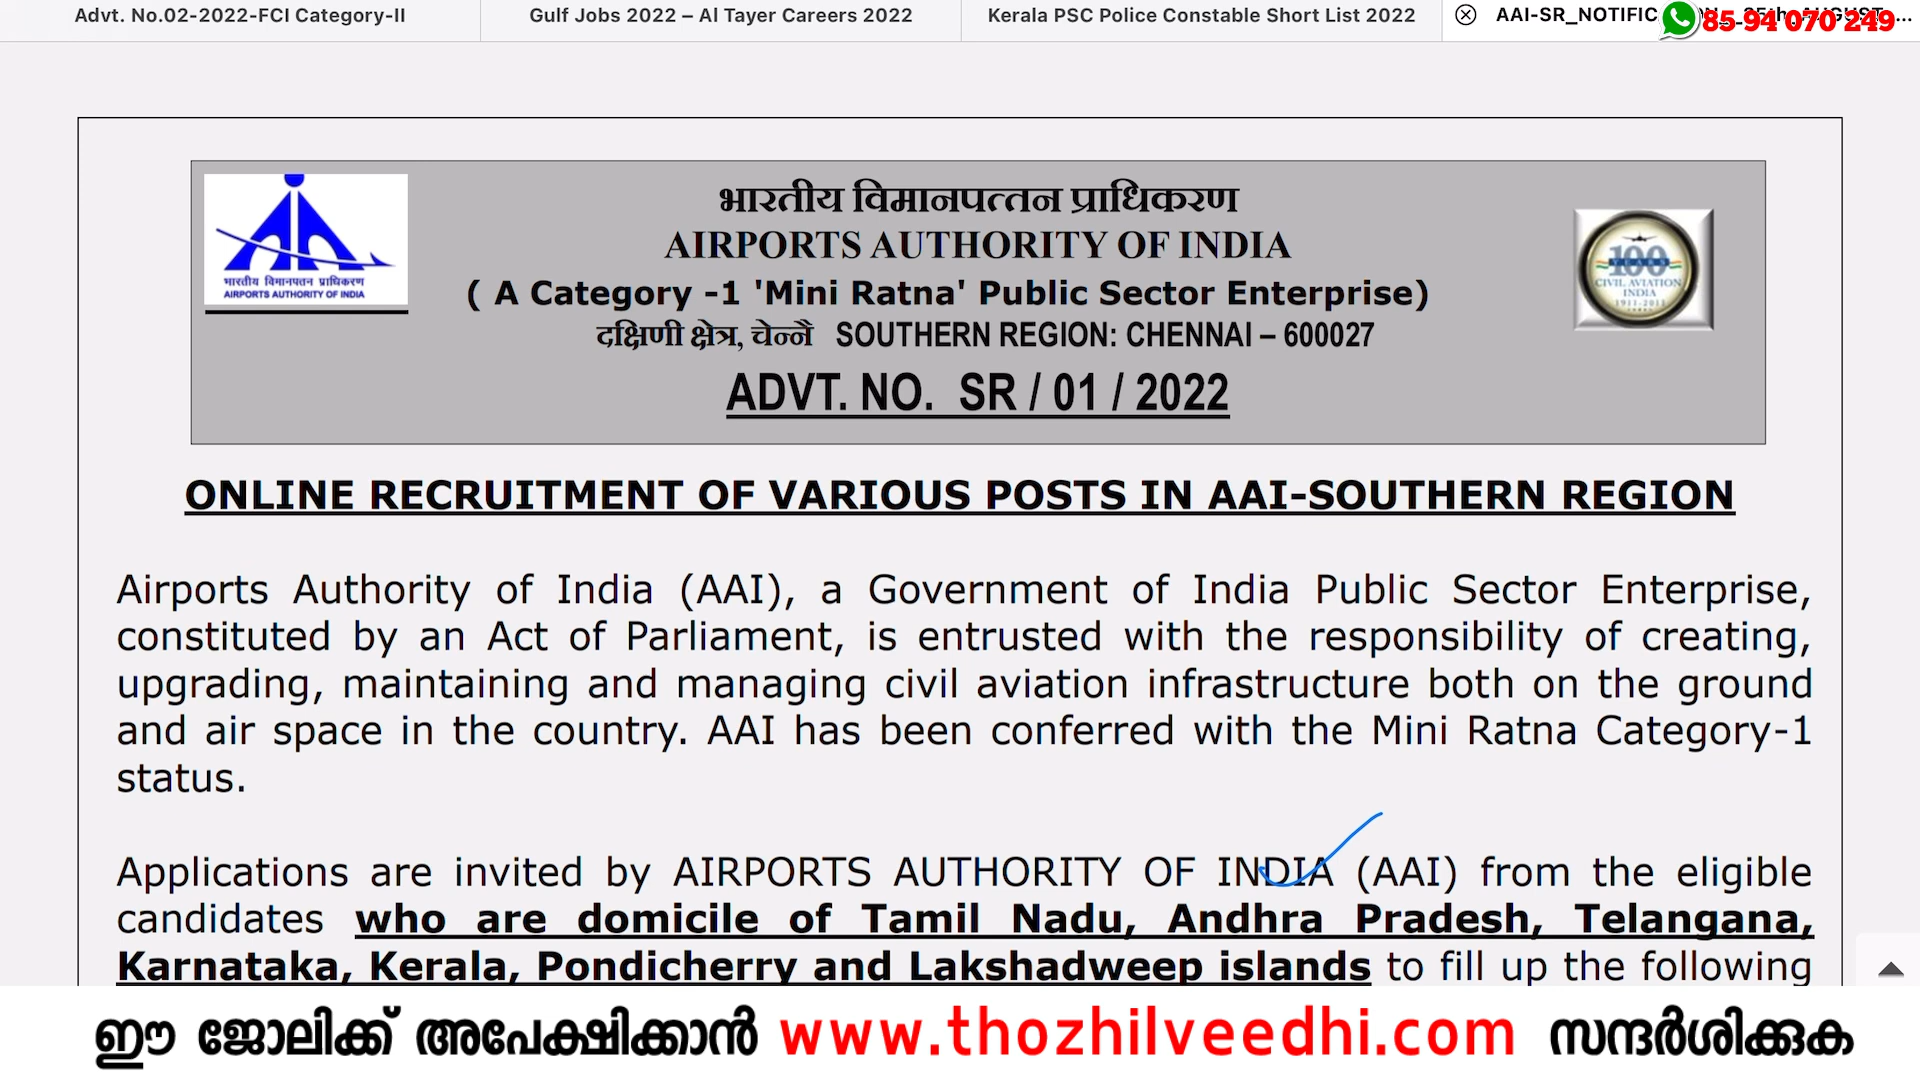 Advt. No.02-2022-FCI Category-II
Gulf Jobs 2022 – Al Tayer Careers 2022
Kerala PSC Police Constable Short List 2022
AAI-SR_NOTIFIC
85 94 070 249
भारतीय विमानपत्तन प्राधिकरण
AIRPORTS AUTHORITY OF INDIA
( A Category -1 'Mini Ratna' Public Sector Enterprise)
दक्षिणी क्षेत्र, चेन्नै SOUTHERN REGION: CHENNAI – 600027
ADVT. NO. SR / 01 / 2022
भारतीय विमानपत्तन प्राधिकरण
AIRPORTS AUTHORITY OF INDIA
100
YEARS
CIVIL AVIATION
INDIA
1911-2011
ONLINE RECRUITMENT OF VARIOUS POSTS IN AAI-SOUTHERN REGION
Airports Authority of India (AAI), a Government of India Public Sector Enterprise,
constituted by an Act of Parliament, is entrusted with the responsibility of creating,
upgrading, maintaining and managing civil aviation infrastructure both on the ground
and air space in the country. AAI has been conferred with the Mini Ratna Category-1
status.
Applications are invited by AIRPORTS AUTHORITY OF INDIA (AAI) from the eligible
candidates who are domicile of Tamil Nadu, Andhra Pradesh, Telangana,
Karnataka, Kerala, Pondicherry and Lakshadweep islands to fill up the following
ഈ ജോലിക്ക് അപേക്ഷിക്കാൻ www.thozhilveedhi.com സന്ദർശിക്കുക